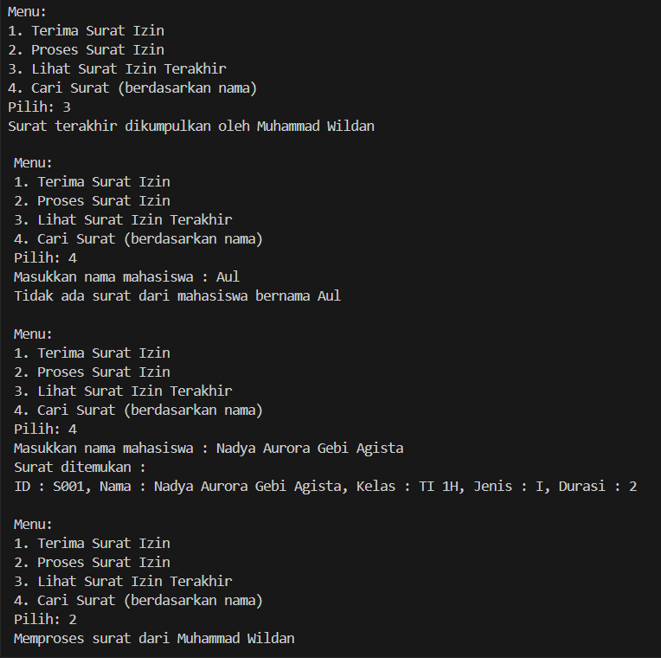 Menu:
1. Terima Surat Izin
2. Proses Surat Izin
3. Lihat Surat Izin Terakhir
4. Cari Surat (berdasarkan nama)
Pilih: 3
Surat terakhir dikumpulkan oleh Muhammad Wildan

Menu:
1. Terima Surat Izin
2. Proses Surat Izin
3. Lihat Surat Izin Terakhir
4. Cari Surat (berdasarkan nama)
Pilih: 4
Masukkan nama mahasiswa : Aul
Tidak ada surat dari mahasiswa bernama Aul

Menu:
1. Terima Surat Izin
2. Proses Surat Izin
3. Lihat Surat Izin Terakhir
4. Cari Surat (berdasarkan nama)
Pilih: 4
Masukkan nama mahasiswa : Nadya Aurora Gebi Agista
Surat ditemukan :
ID : S001, Nama : Nadya Aurora Gebi Agista, Kelas : TI 1H, Jenis : I, Durasi : 2

Menu:
1. Terima Surat Izin
2. Proses Surat Izin
3. Lihat Surat Izin Terakhir
4. Cari Surat (berdasarkan nama)
Pilih: 2
Memproses surat dari Muhammad Wildan